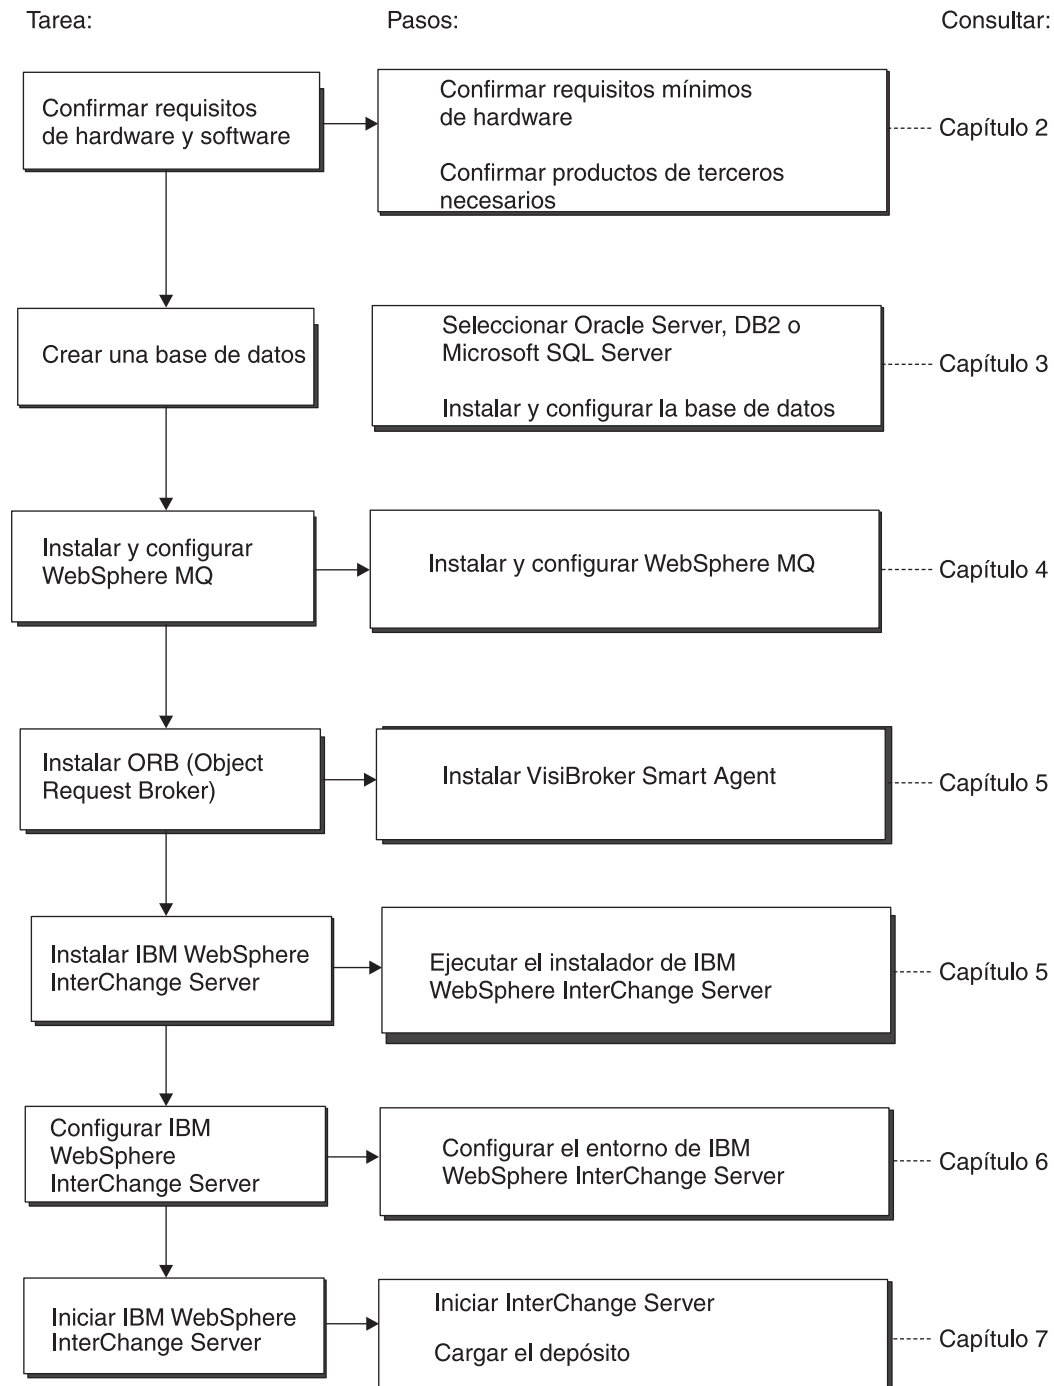 Tarea:
Pasos:
Consultar:
Confirmar requisitos
de hardware y software
Confirmar requisitos mínimos
de hardware
Confirmar productos de terceros
necesarios
Capítulo 2
Crear una base de datos
Seleccionar Oracle Server, DB2 o
Microsoft SQL Server
Instalar y configurar la base de datos
Capítulo 3
Instalar y configurar
WebSphere MQ
Instalar y configurar WebSphere MQ
Capítulo 4
Instalar ORB (Object
Request Broker)
Instalar VisiBroker Smart Agent
Capítulo 5
Instalar IBM WebSphere
InterChange Server
Ejecutar el instalador de IBM
WebSphere InterChange Server
Capítulo 5
Configurar IBM
WebSphere
InterChange Server
Configurar el entorno de IBM
WebSphere InterChange Server
Capítulo 6
Iniciar IBM WebSphere
InterChange Server
Iniciar InterChange Server
Cargar el depósito
Capítulo 7